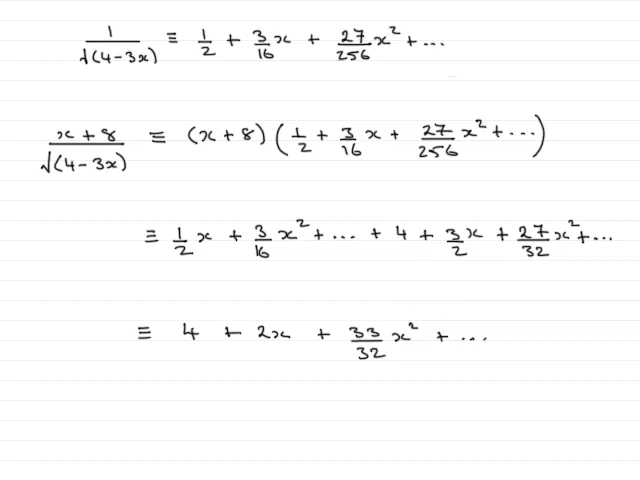 1/√(4-3x) ≡ 1/2 + 3/16 x + 27/256 x² + ...
x+8/√(4-3x) ≡ (x+8)(1/2 + 3/16 x + 27/256 x² + ...)
≡ 1/2 x + 3/16 x² + ... + 4 + 3/2 x + 27/32 x² + ...
≡ 4 + 2x + 33/32 x² + ...